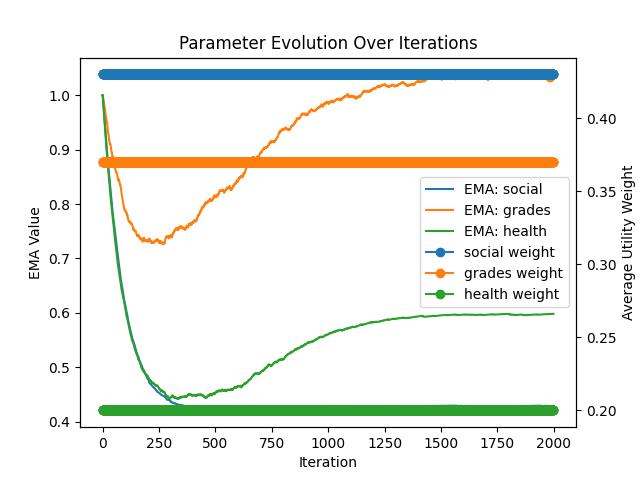 Parameter Evolution Over Iterations
EMA Value
1.0
0.9
0.8
0.7
0.6
0.5
0.4
0.40
0.35
0.30
0.25
0.20
Average Utility Weight
EMA: social
EMA: grades
EMA: health
social weight
grades weight
health weight
0 250 500 750 1000 1250 1500 1750 2000
Iteration